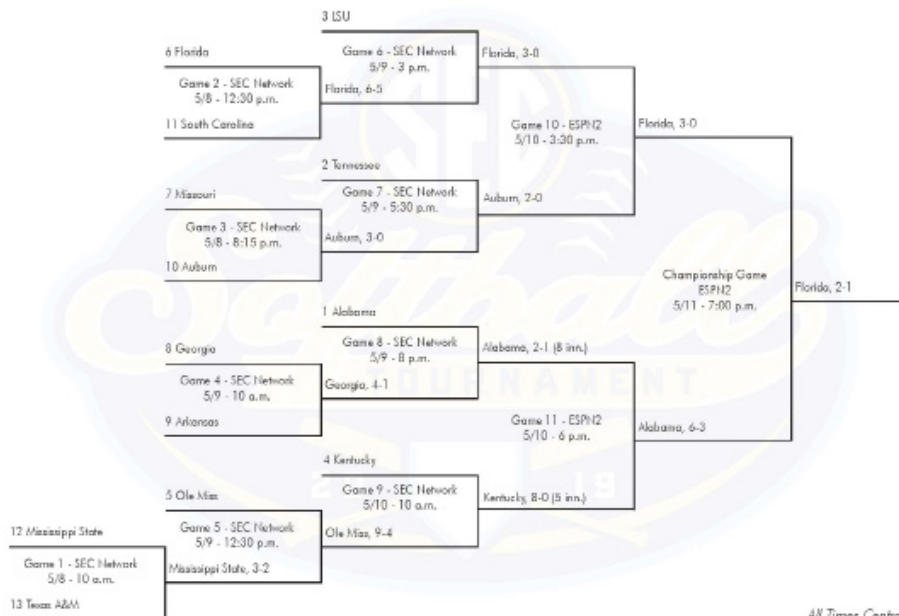 3 LSU
6 Florida
Game 6 - SEC Network
5/9 - 3 p.m.
Florida, 3-0
Game 2 - SEC Network
5/8 - 12:30 p.m.
Florida, 6-5
11 South Carolina
Game 10 - ESPN2
5/10 - 3:30 p.m.
Florida, 3-0
2 Tennessee
7 Missouri
Game 7 - SEC Network
5/9 - 5:30 p.m.
Auburn, 2-0
Game 3 - SEC Network
5/8 - 8:15 p.m.
Auburn, 3-0
10 Auburn
Championship Game
ESPN2
5/11 - 7:00 p.m.
Florida, 2-1
1 Alabama
8 Georgia
Game 8 - SEC Network
5/9 - 8 p.m.
Alabama, 2-1 (8 inn.)
Game 4 - SEC Network
5/9 - 10 a.m.
Georgia, 4-1
9 Arkansas
Game 11 - ESPN2
5/10 - 6 p.m.
Alabama, 6-3
4 Kentucky
5 Ole Miss
Game 9 - SEC Network
5/10 - 10 a.m.
Kentucky, 8-0 (5 inn.)
Game 5 - SEC Network
5/9 - 12:30 p.m.
Ole Miss, 9-4
12 Mississippi State
Game 1 - SEC Network
5/8 - 10 a.m.
Mississippi State, 3-2
13 Texas A&M
All Times Centr
SEC
Softball
TOURNAMENT
2019